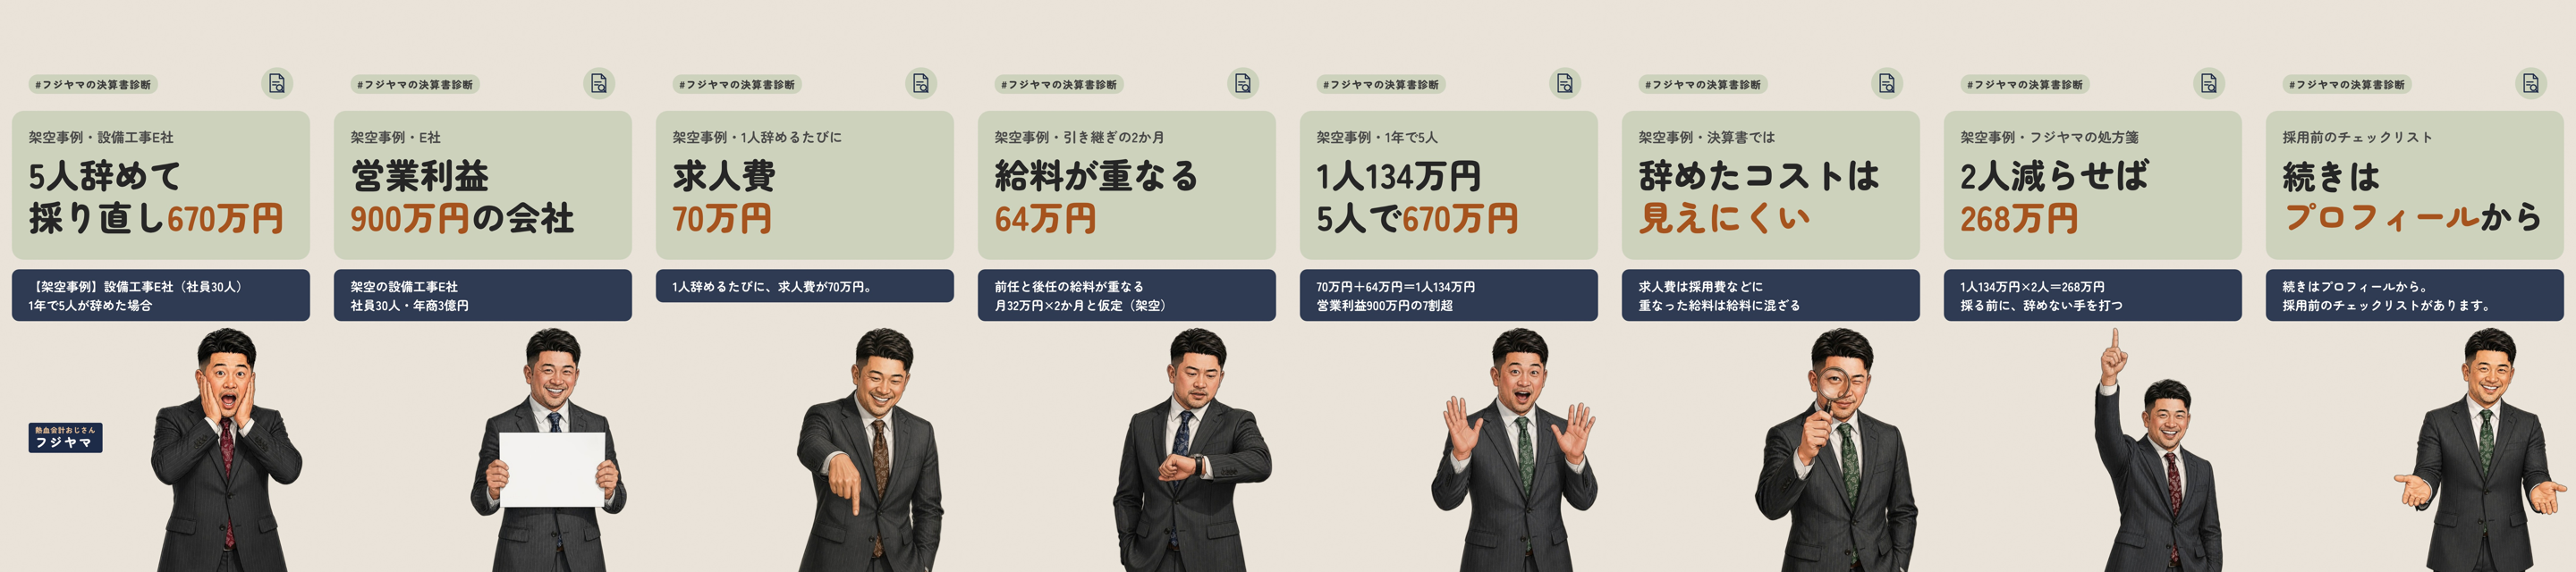 #フジヤマの決算書診断
架空事例・設備工事E社
5人辞めて
採り直し670万円
【架空事例】設備工事E社（社員30人）
1年で5人が辞めた場合
熱血会計おじさん
フジヤマ
#フジヤマの決算書診断
架空事例・E社
営業利益
900万円の会社
架空の設備工事E社
社員30人・年商3億円
#フジヤマの決算書診断
架空事例・1人辞めるたびに
求人費
70万円
1人辞めるたびに、求人費が70万円。
#フジヤマの決算書診断
架空事例・引き継ぎの2か月
給料が重なる
64万円
前任と後任の給料が重なる
月32万円×2か月と仮定（架空）
#フジヤマの決算書診断
架空事例・1年で5人
1人134万円
5人で670万円
70万円＋64万円＝1人134万円
営業利益900万円の7割超
#フジヤマの決算書診断
架空事例・決算書では
辞めたコストは
見えにくい
求人費は採用費などに
重なった給料は給料に混ざる
#フジヤマの決算書診断
架空事例・フジヤマの処方箋
2人減らせば
268万円
1人134万円×2人＝268万円
採る前に、辞めない手を打つ
#フジヤマの決算書診断
採用前のチェックリスト
続きは
プロフィールから
続きはプロフィールから。
採用前のチェックリストがあります。